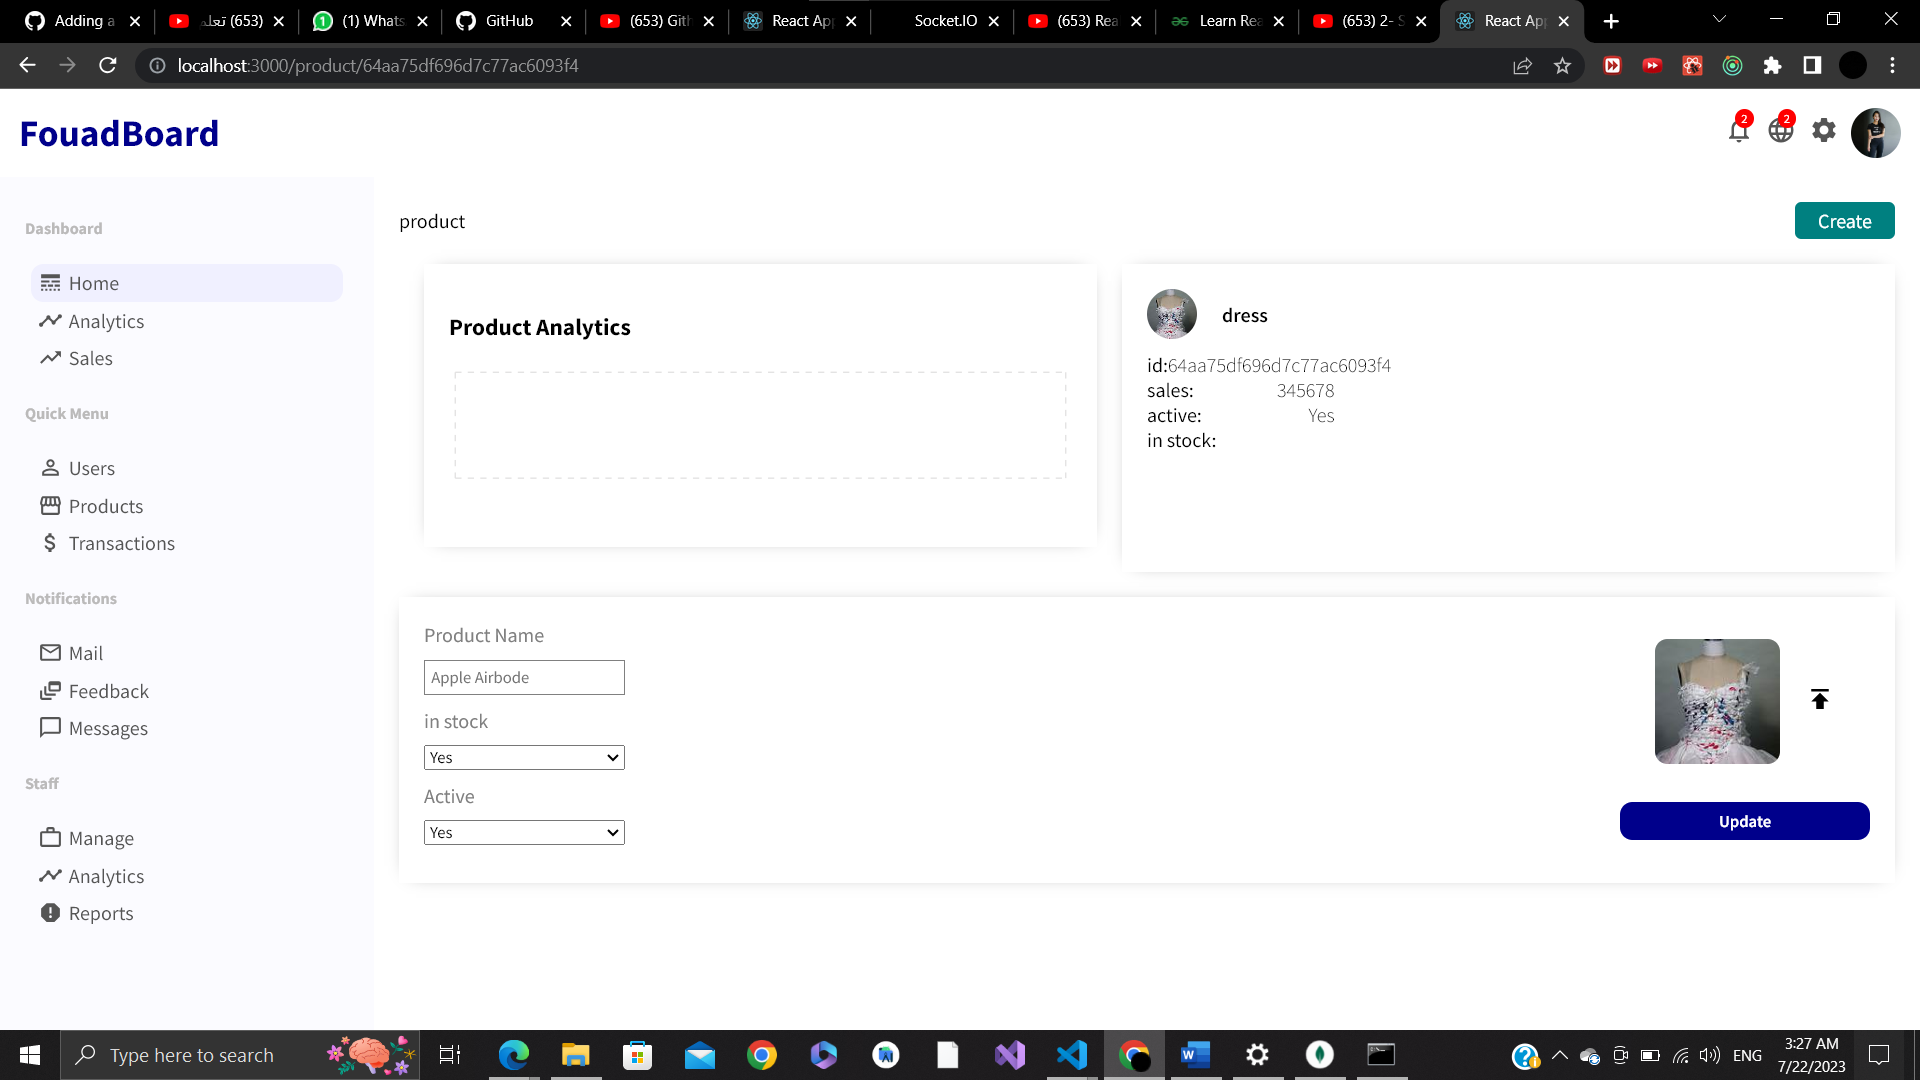 Adding a
(653) تعلم
(1) Whats
GitHub
(653) Gith
React App
Socket.IO
(653) Rea
Learn Rea
(653) 2- S
React App
localhost:3000/product/64aa75df696d7c77ac6093f4
FouadBoard
2
2
Dashboard
Home
Analytics
Sales
Quick Menu
Users
Products
Transactions
Notifications
Mail
Feedback
Messages
Staff
Manage
Analytics
Reports
product
Create
Product Analytics
dress
id:64aa75df696d7c77ac6093f4
sales: 345678
active: Yes
in stock:
Product Name
Apple Airbode
in stock
Yes
Active
Yes
Update
Type here to search
ENG
3:27 AM
7/22/2023